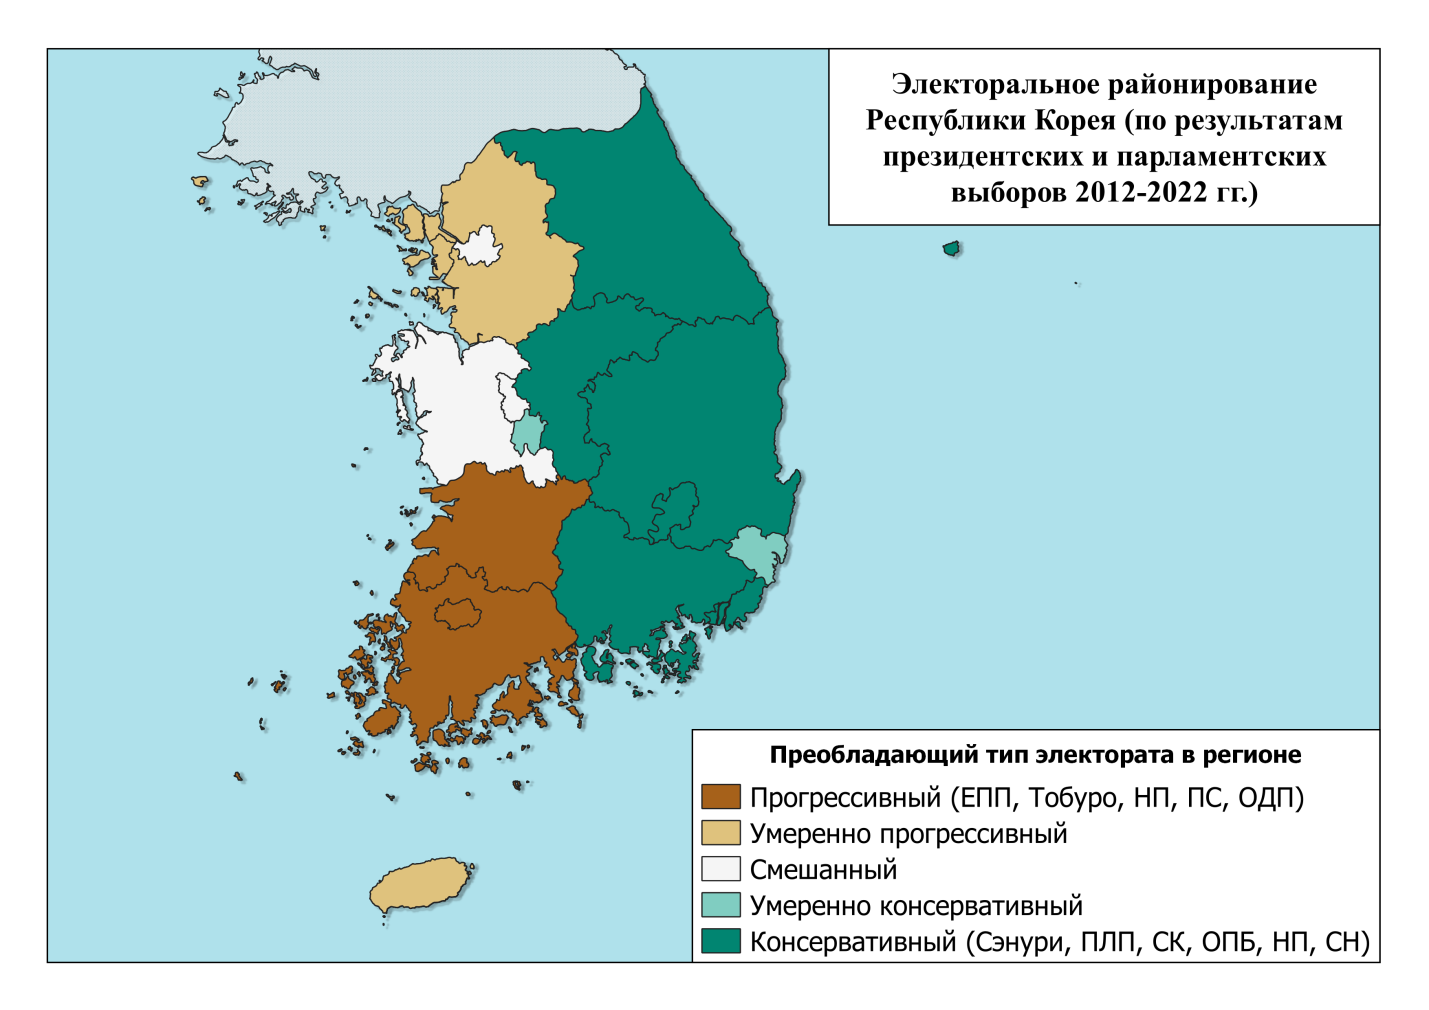 Электоральное районирование
Республики Корея (по результатам
президентских и парламентских
выборов 2012-2022 гг.)
Преобладающий тип электората в регионе
Прогрессивный (ЕПП, Тобуро, НП, ПС, ОДП)
Умеренно прогрессивный
Смешанный
Умеренно консервативный
Консервативный (Сэнури, ПЛП, СК, ОПБ, НП, СН)